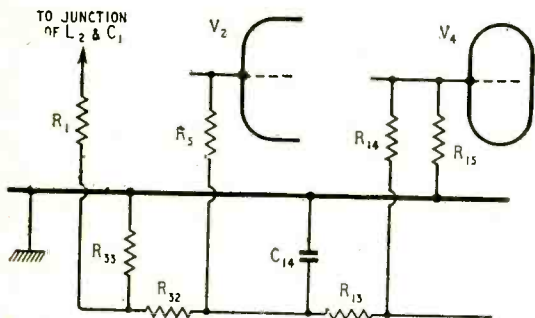 TO JUNCTION
OF L2 & C1
V2
V4
R1
R5
R14
R15
R33
C14
R32
R13